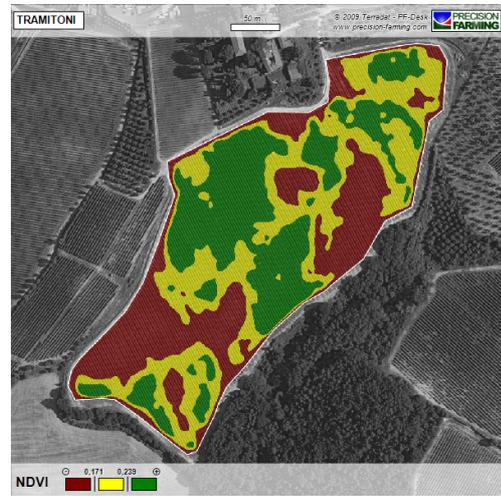 TRAMITONI
50 m
© 2009 Terradat - PF-Desk
www.precision-farming.com
PRECISION
FARMING
NDVI
0,171 0,239